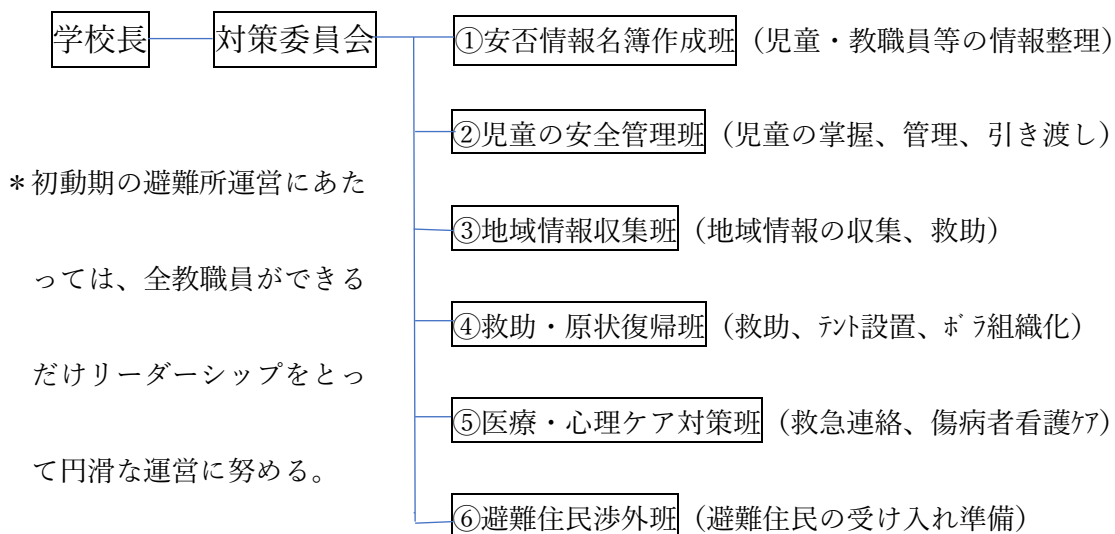 学校長 対策委員会 ①安否情報名簿作成班（児童・教職員等の情報整理）
②児童の安全管理班（児童の掌握、管理、引き渡し）
＊初動期の避難所運営にあた
③地域情報収集班（地域情報の収集、救助）
っては、全教職員ができる
④救助・原状復帰班（救助、ﾃﾝﾄ設置、ﾎﾞﾗ組織化）
だけリーダーシップをとっ
⑤医療・心理ケア対策班（救急連絡、傷病者看護ｹｱ）
て円滑な運営に努める。
⑥避難住民渉外班（避難住民の受け入れ準備）